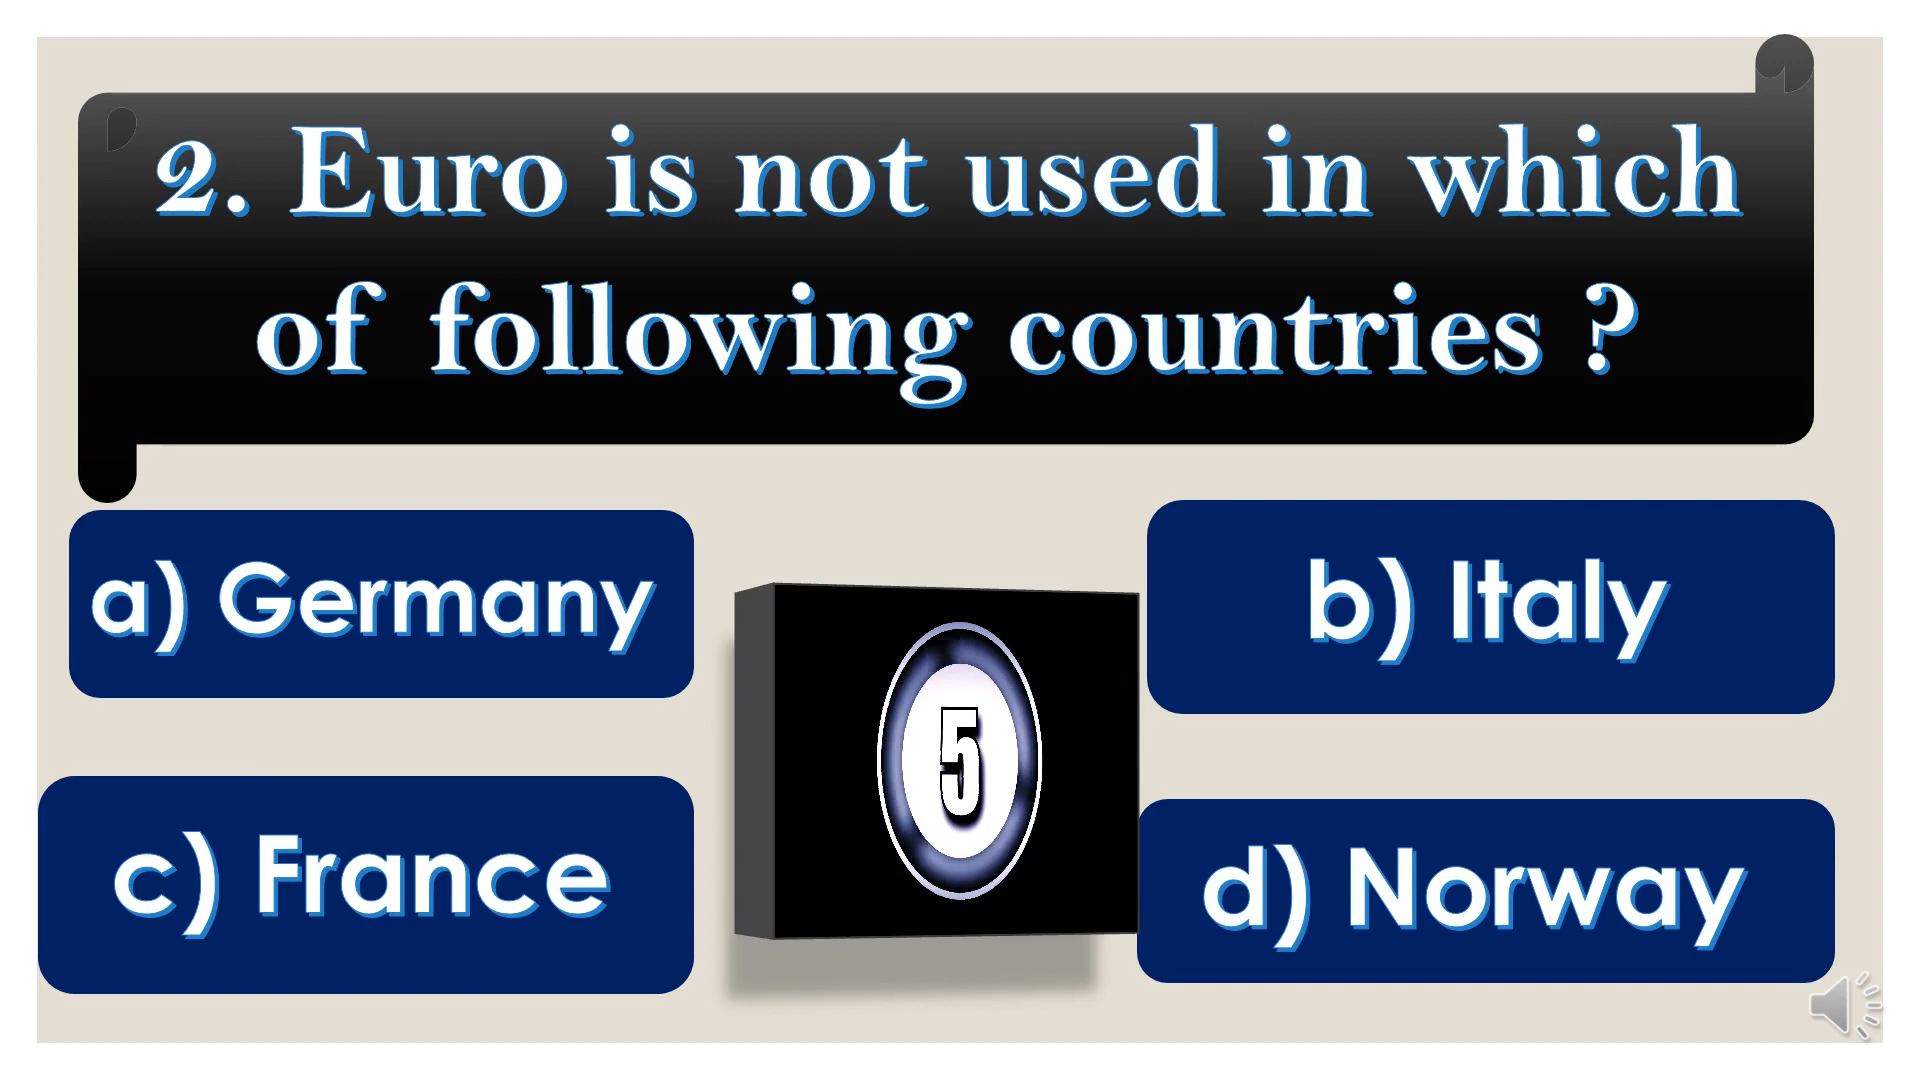 2. Euro is not used in which
of following countries ?
a) Germany
b) Italy
5
c) France
d) Norway